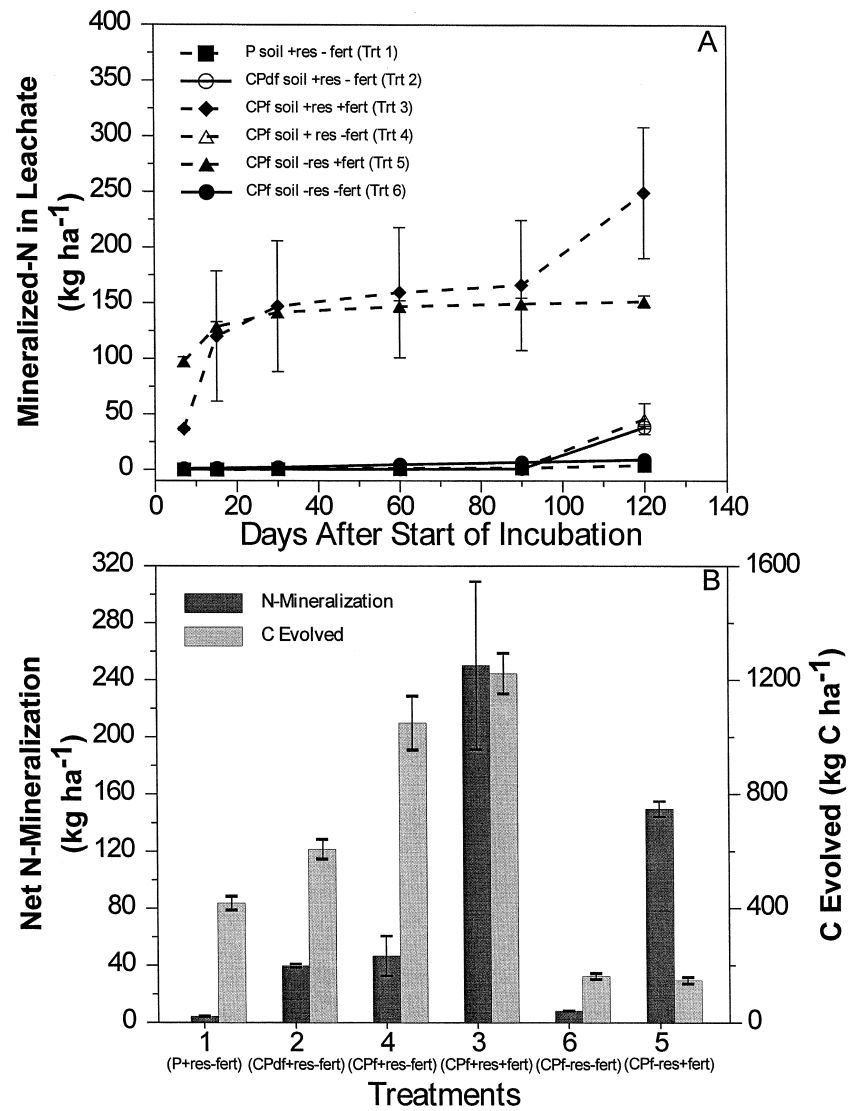 400
350
300
250
200
150
100
50
0
Mineralized-N in Leachate
(kg ha-1)
A
P soil +res - fert (Trt 1)
CPdf soil +res - fert (Trt 2)
CPf soil +res +fert (Trt 3)
CPf soil + res -fert (Trt 4)
CPf soil -res +fert (Trt 5)
CPf soil -res -fert (Trt 6)
0 20 40 60 80 100 120 140
Days After Start of Incubation
320
280
240
200
160
120
80
40
0
Net N-Mineralization
(kg ha-1)
B
N-Mineralization
C Evolved
1600
1200
800
400
0
C Evolved (kg C ha-1)
1 2 4 3 6 5
(P+res-fert) (CPdf+res-fert) (CPf+res-fert) (CPf+res+fert) (CPf-res-fert) (CPf-res+fert)
Treatments